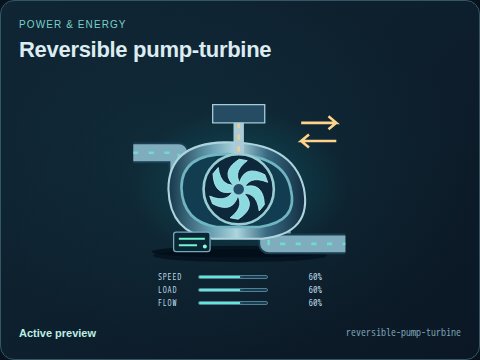 POWER & ENERGY
Reversible pump-turbine
SPEED 60%
LOAD 60%
FLOW 60%
Active preview reversible-pump-turbine